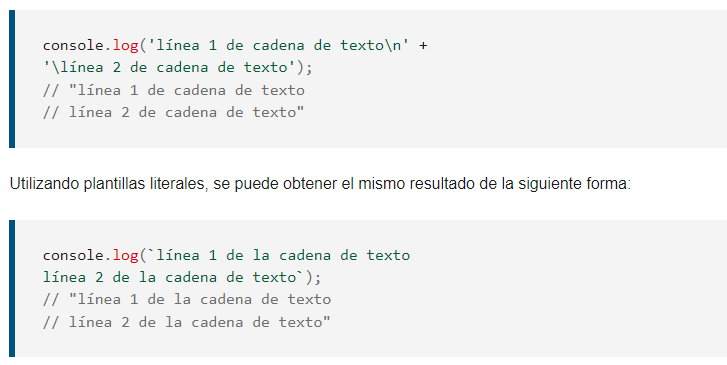 console.log('línea 1 de cadena de texto\n' +
'\línea 2 de cadena de texto');
// "línea 1 de cadena de texto
// línea 2 de cadena de texto"
Utilizando plantillas literales, se puede obtener el mismo resultado de la siguiente forma:
console.log(`línea 1 de la cadena de texto
línea 2 de la cadena de texto`);
// "línea 1 de la cadena de texto
// línea 2 de la cadena de texto"